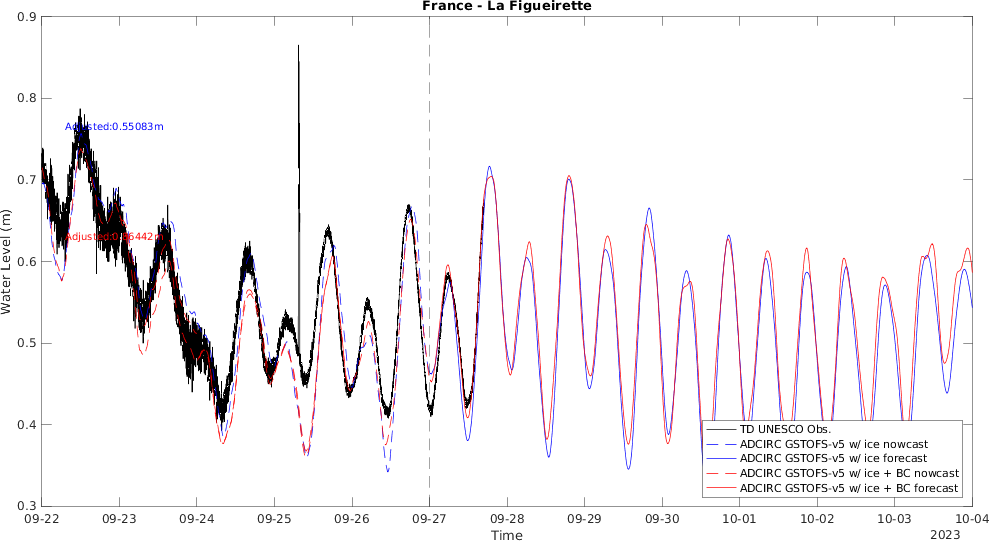 France - La Figueirette
0.9
0.8
0.7
0.6
0.5
0.4
0.3
Water Level (m)
Adjusted:0.55083m
09-22
09-23
09-24
09-25
09-26
09-27
09-28
09-29
09-30
10-01
10-02
10-03
10-04
Time
2023
TD UNESCO Obs.
ADCIRC GSTOFS-v5 w/ ice nowcast
ADCIRC GSTOFS-v5 w/ ice forecast
ADCIRC GSTOFS-v5 w/ ice + BC nowcast
ADCIRC GSTOFS-v5 w/ ice + BC forecast